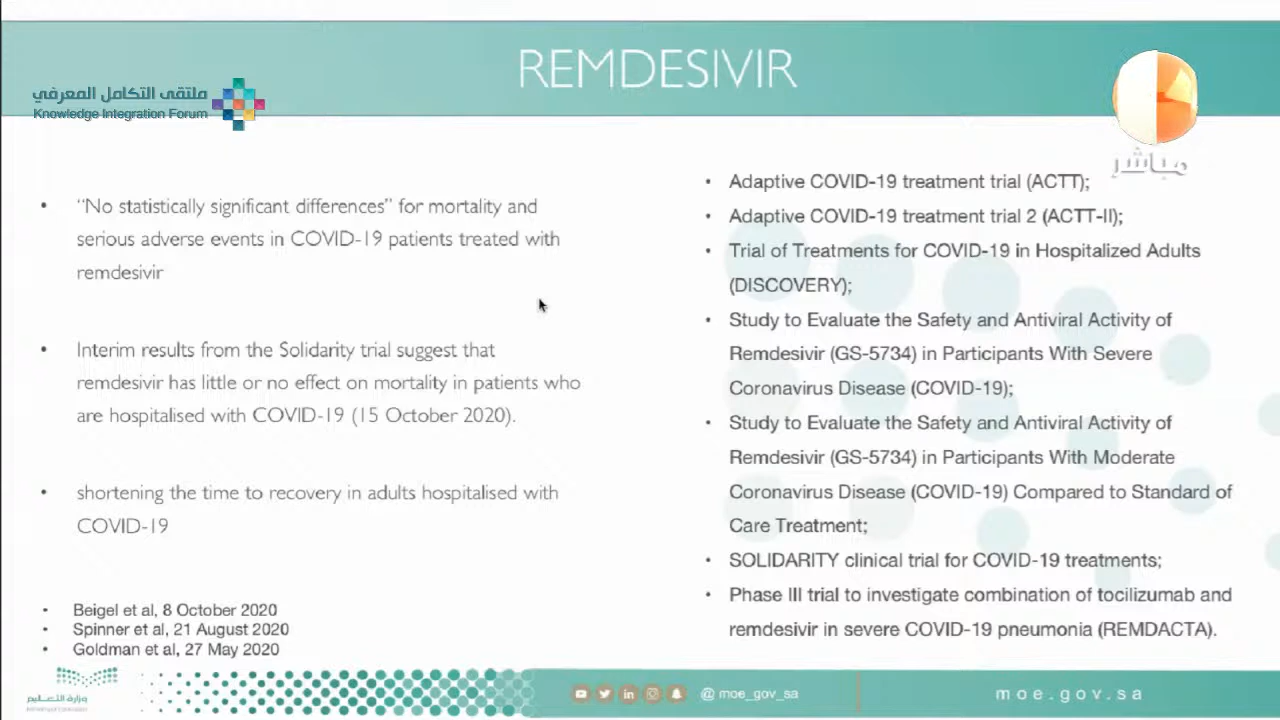 REMDESIVIR
ملتقى التكامل المعرفي
Knowledge Integration Forum
مباشر
• “No statistically significant differences” for mortality and
serious adverse events in COVID-19 patients treated with
remdesivir
• Interim results from the Solidarity trial suggest that
remdesivir has little or no effect on mortality in patients who
are hospitalised with COVID-19 (15 October 2020).
• shortening the time to recovery in adults hospitalised with
COVID-19
• Beigel et al, 8 October 2020
• Spinner et al, 21 August 2020
• Goldman et al, 27 May 2020
• Adaptive COVID-19 treatment trial (ACTT);
• Adaptive COVID-19 treatment trial 2 (ACTT-II);
• Trial of Treatments for COVID-19 in Hospitalized Adults
(DISCOVERY);
• Study to Evaluate the Safety and Antiviral Activity of
Remdesivir (GS-5734) in Participants With Severe
Coronavirus Disease (COVID-19);
• Study to Evaluate the Safety and Antiviral Activity of
Remdesivir (GS-5734) in Participants With Moderate
Coronavirus Disease (COVID-19) Compared to Standard of
Care Treatment;
• SOLIDARITY clinical trial for COVID-19 treatments;
• Phase III trial to investigate combination of tocilizumab and
remdesivir in severe COVID-19 pneumonia (REMDACTA).
وزارة التعليم
@moe_gov_sa
moe.gov.sa